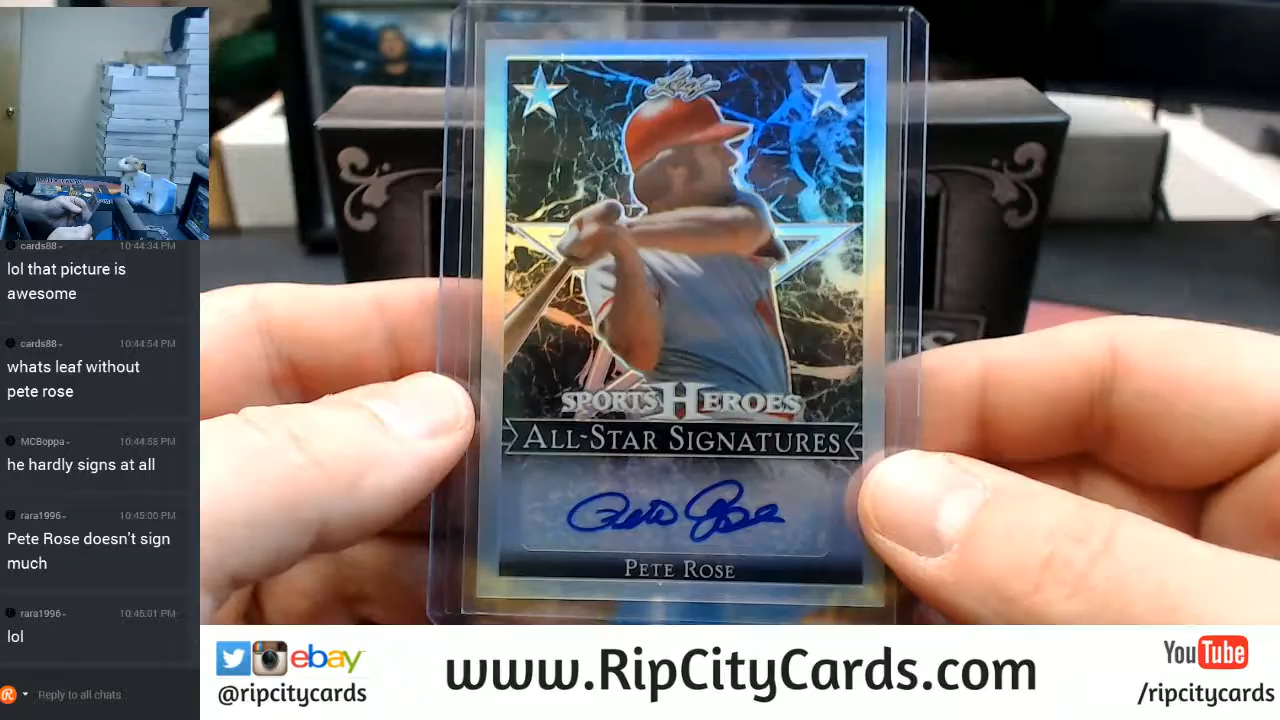 cards88
10:44:34 PM
lol that picture is
awesome
cards88
10:44:54 PM
whats leaf without
pete rose
MCBoppa
10:44:58 PM
he hardly signs at all
rara1996
10:45:00 PM
Pete Rose doesn't sign
much
rara1996
10:45:01 PM
lol
Reply to all chats
Leaf
SPORTS HEROES
ALL-STAR SIGNATURES
Pete Rose
PETE ROSE
ebay
@ripcitycards
www.RipCityCards.com
YouTube
/ripcitycards